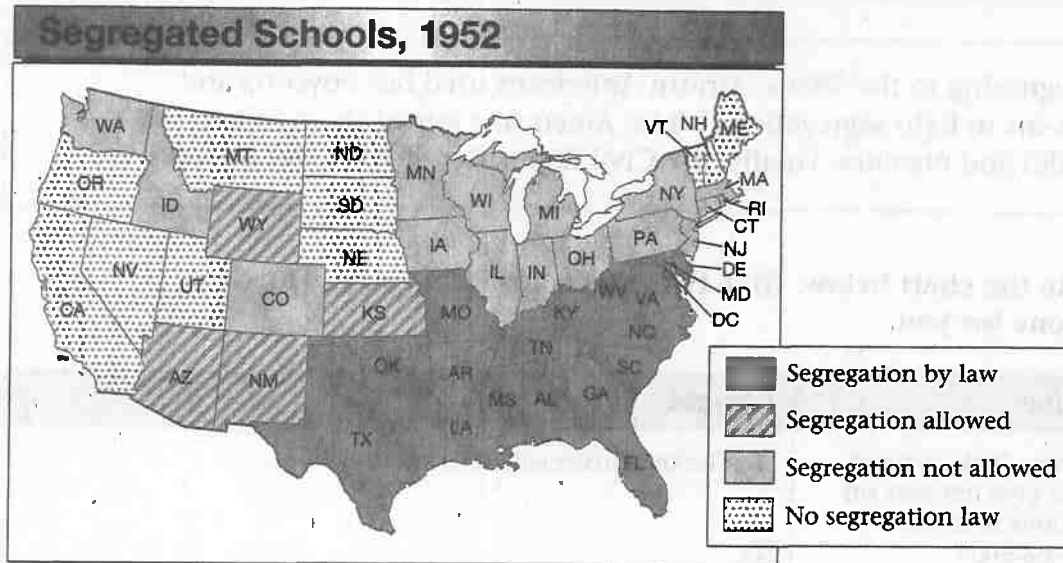 Segregated Schools, 1952
WA
MT
ND
MN
VT
NH
ME
OR
ID
SD
WI
MI
NY
MA
WY
RI
CT
NV
UT
NE
IA
IL
IN
OH
PA
NJ
DE
CA
CO
KS
MO
WV
VA
MD
KY
DC
NC
TN
AZ
NM
OK
AR
SC
MS
AL
GA
TX
LA
Segregation by law
Segregation allowed
Segregation not allowed
No segregation law